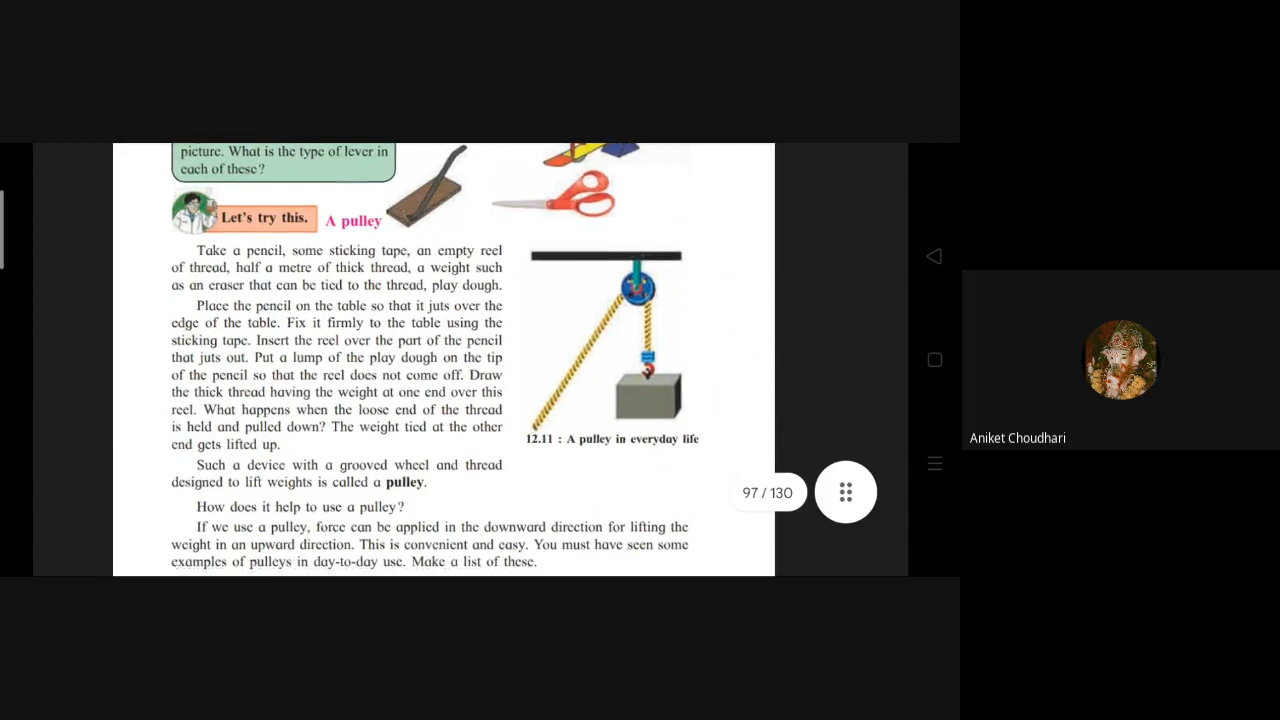 picture. What is the type of lever in
each of these?
Let's try this.
A pulley
Take a pencil, some sticking tape, an empty reel
of thread, half a metre of thick thread, a weight such
as an eraser that can be tied to the thread, play dough.
Place the pencil on the table so that it juts over the
edge of the table. Fix it firmly to the table using the
sticking tape. Insert the reel over the part of the pencil
that juts out. Put a lump of the play dough on the tip
of the pencil so that the reel does not come off. Draw
the thick thread having the weight at one end over this
reel. What happens when the loose end of the thread
is held and pulled down? The weight tied at the other
end gets lifted up.
12.11 : A pulley in everyday life
Such a device with a grooved wheel and thread
designed to lift weights is called a pulley.
How does it help to use a pulley?
If we use a pulley, force can be applied in the downward direction for lifting the
weight in an upward direction. This is convenient and easy. You must have seen some
examples of pulleys in day-to-day use. Make a list of these.
97 / 130
Aniket Choudhari